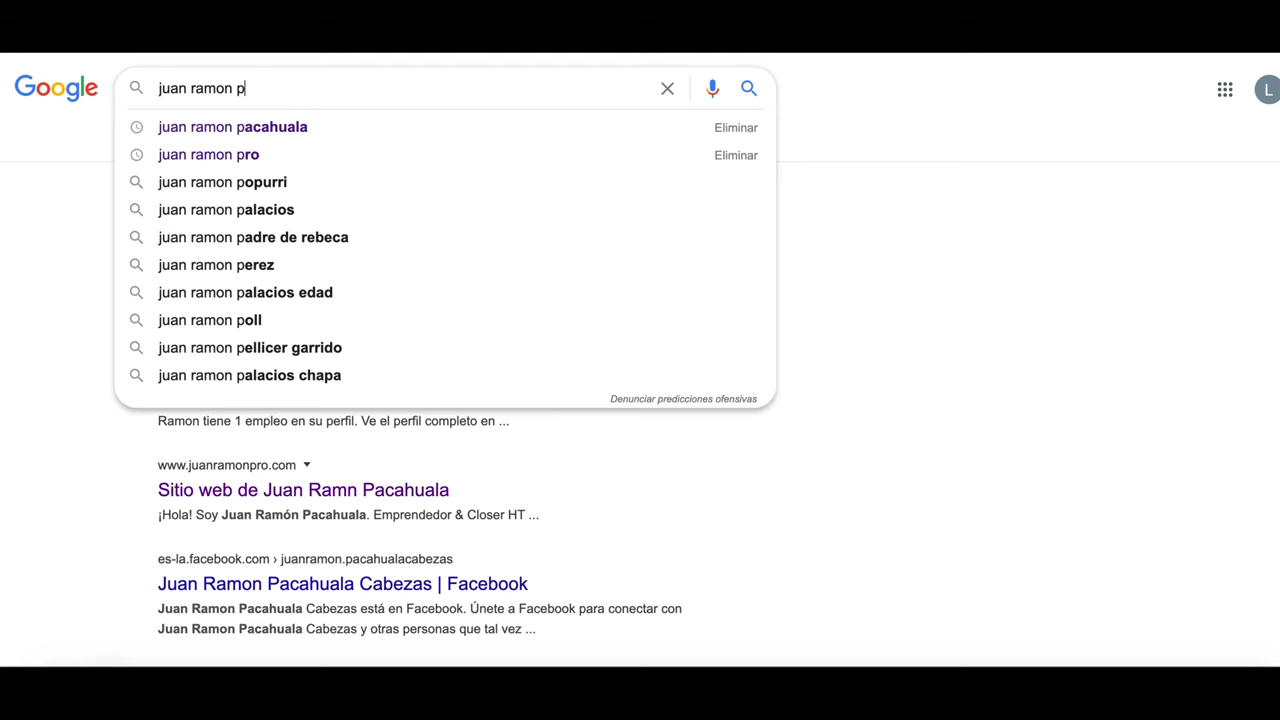 Google
juan ramon p
L
juan ramon pacahuala Eliminar
juan ramon pro Eliminar
juan ramon popurri
juan ramon palacios
juan ramon padre de rebeca
juan ramon perez
juan ramon palacios edad
juan ramon poll
juan ramon pellicer garrido
juan ramon palacios chapa
Denunciar predicciones ofensivas
Ramon tiene 1 empleo en su perfil. Ve el perfil completo en ...
www.juanramonpro.com
Sitio web de Juan Ramn Pacahuala
¡Hola! Soy Juan Ramón Pacahuala. Emprendedor & Closer HT ...
es-la.facebook.com › juanramon.pacahualacabezas
Juan Ramon Pacahuala Cabezas | Facebook
Juan Ramon Pacahuala Cabezas está en Facebook. Únete a Facebook para conectar con
Juan Ramon Pacahuala Cabezas y otras personas que tal vez ...